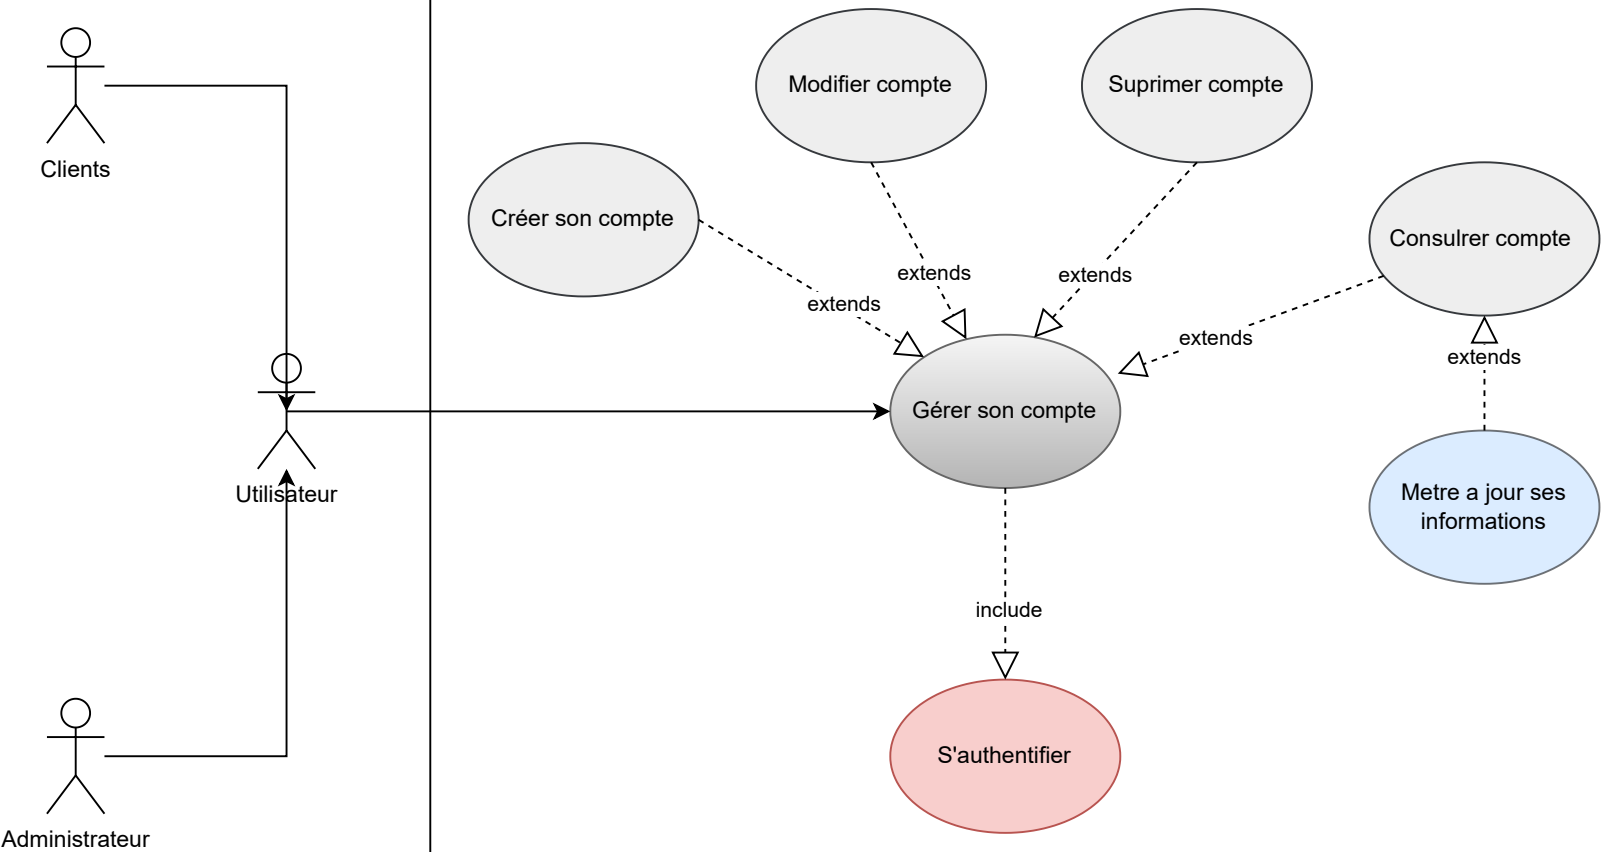 Clients
Modifier compte
Suprimer compte
Créer son compte
Consulrer compte
extends
extends
extends
extends
extends
Gérer son compte
Utilisateur
Metre a jour ses
informations
include
S'authentifier
Administrateur